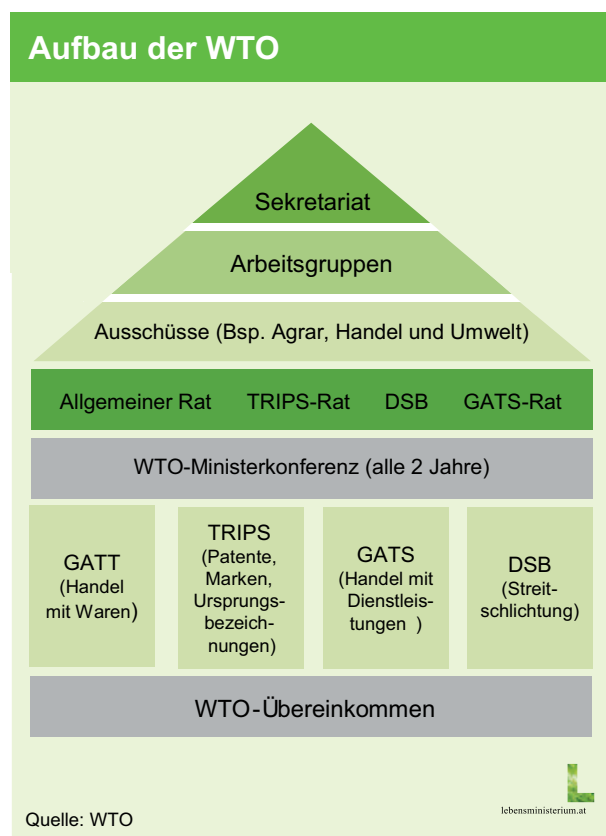 Aufbau der WTO
Sekretariat
Arbeitsgruppen
Ausschüsse (Bsp. Agrar, Handel und Umwelt)
Allgemeiner Rat TRIPS-Rat DSB GATS-Rat
WTO-Ministerkonferenz (alle 2 Jahre)
GATT
(Handel
mit Waren)
TRIPS
(Patente,
Marken,
Ursprungs-
bezeich-
nungen)
GATS
(Handel mit
Dienstleis-
tungen )
DSB
(Streit-
schlichtung)
WTO-Übereinkommen
L
lebensministerium.at
Quelle: WTO